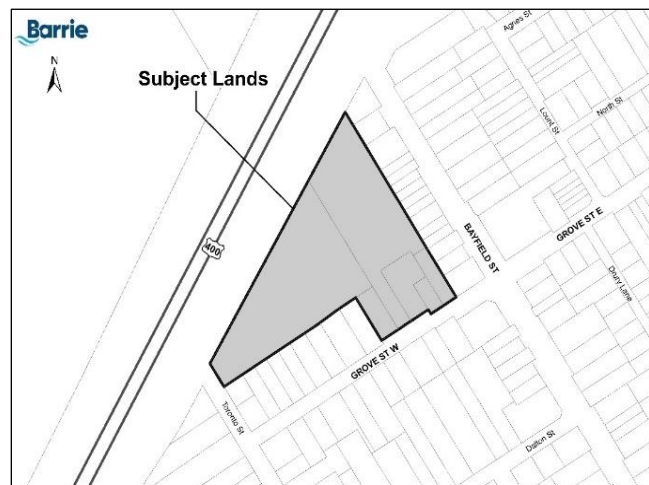 Barrie
N
Subject Lands
400
Agnes St
Lount St
North St
BAYFIELD ST
GROVE ST E
Drury Lane
GROVE ST W
Toronto St
Dalton St